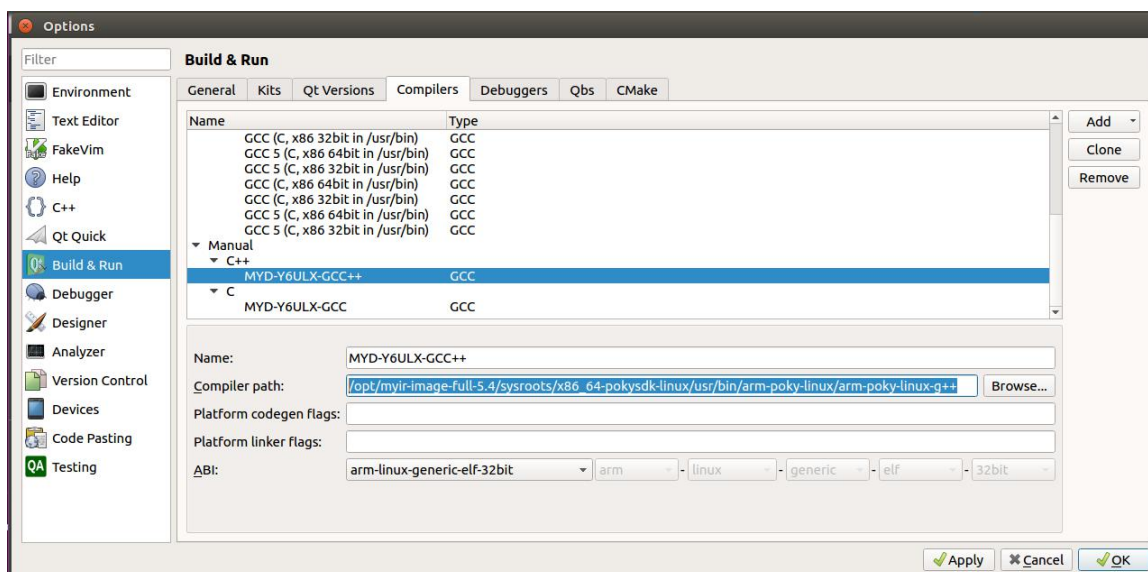 Options
Filter
Environment
Text Editor
FakeVim
Help
C++
Qt Quick
Build & Run
Debugger
Designer
Analyzer
Version Control
Devices
Code Pasting
QA Testing
Build & Run
General Kits Qt Versions Compilers Debuggers Qbs CMake
Name Type
GCC (C, x86 32bit in /usr/bin) GCC
GCC 5 (C, x86 64bit in /usr/bin) GCC
GCC 5 (C, x86 32bit in /usr/bin) GCC
GCC (C, x86 64bit in /usr/bin) GCC
GCC (C, x86 32bit in /usr/bin) GCC
GCC 5 (C, x86 64bit in /usr/bin) GCC
GCC 5 (C, x86 32bit in /usr/bin) GCC
Manual
C++
MYD-Y6ULX-GCC++ GCC
C
MYD-Y6ULX-GCC GCC
Add
Clone
Remove
Name: MYD-Y6ULX-GCC++
Compiler path: /opt/myir-image-full-5.4/sysroots/x86_64-pokysdk-linux/usr/bin/arm-poky-linux/arm-poky-linux-g++ Browse...
Platform codegen flags:
Platform linker flags:
ABI: arm-linux-generic-elf-32bit arm - linux - generic - elf - 32bit
Apply Cancel OK